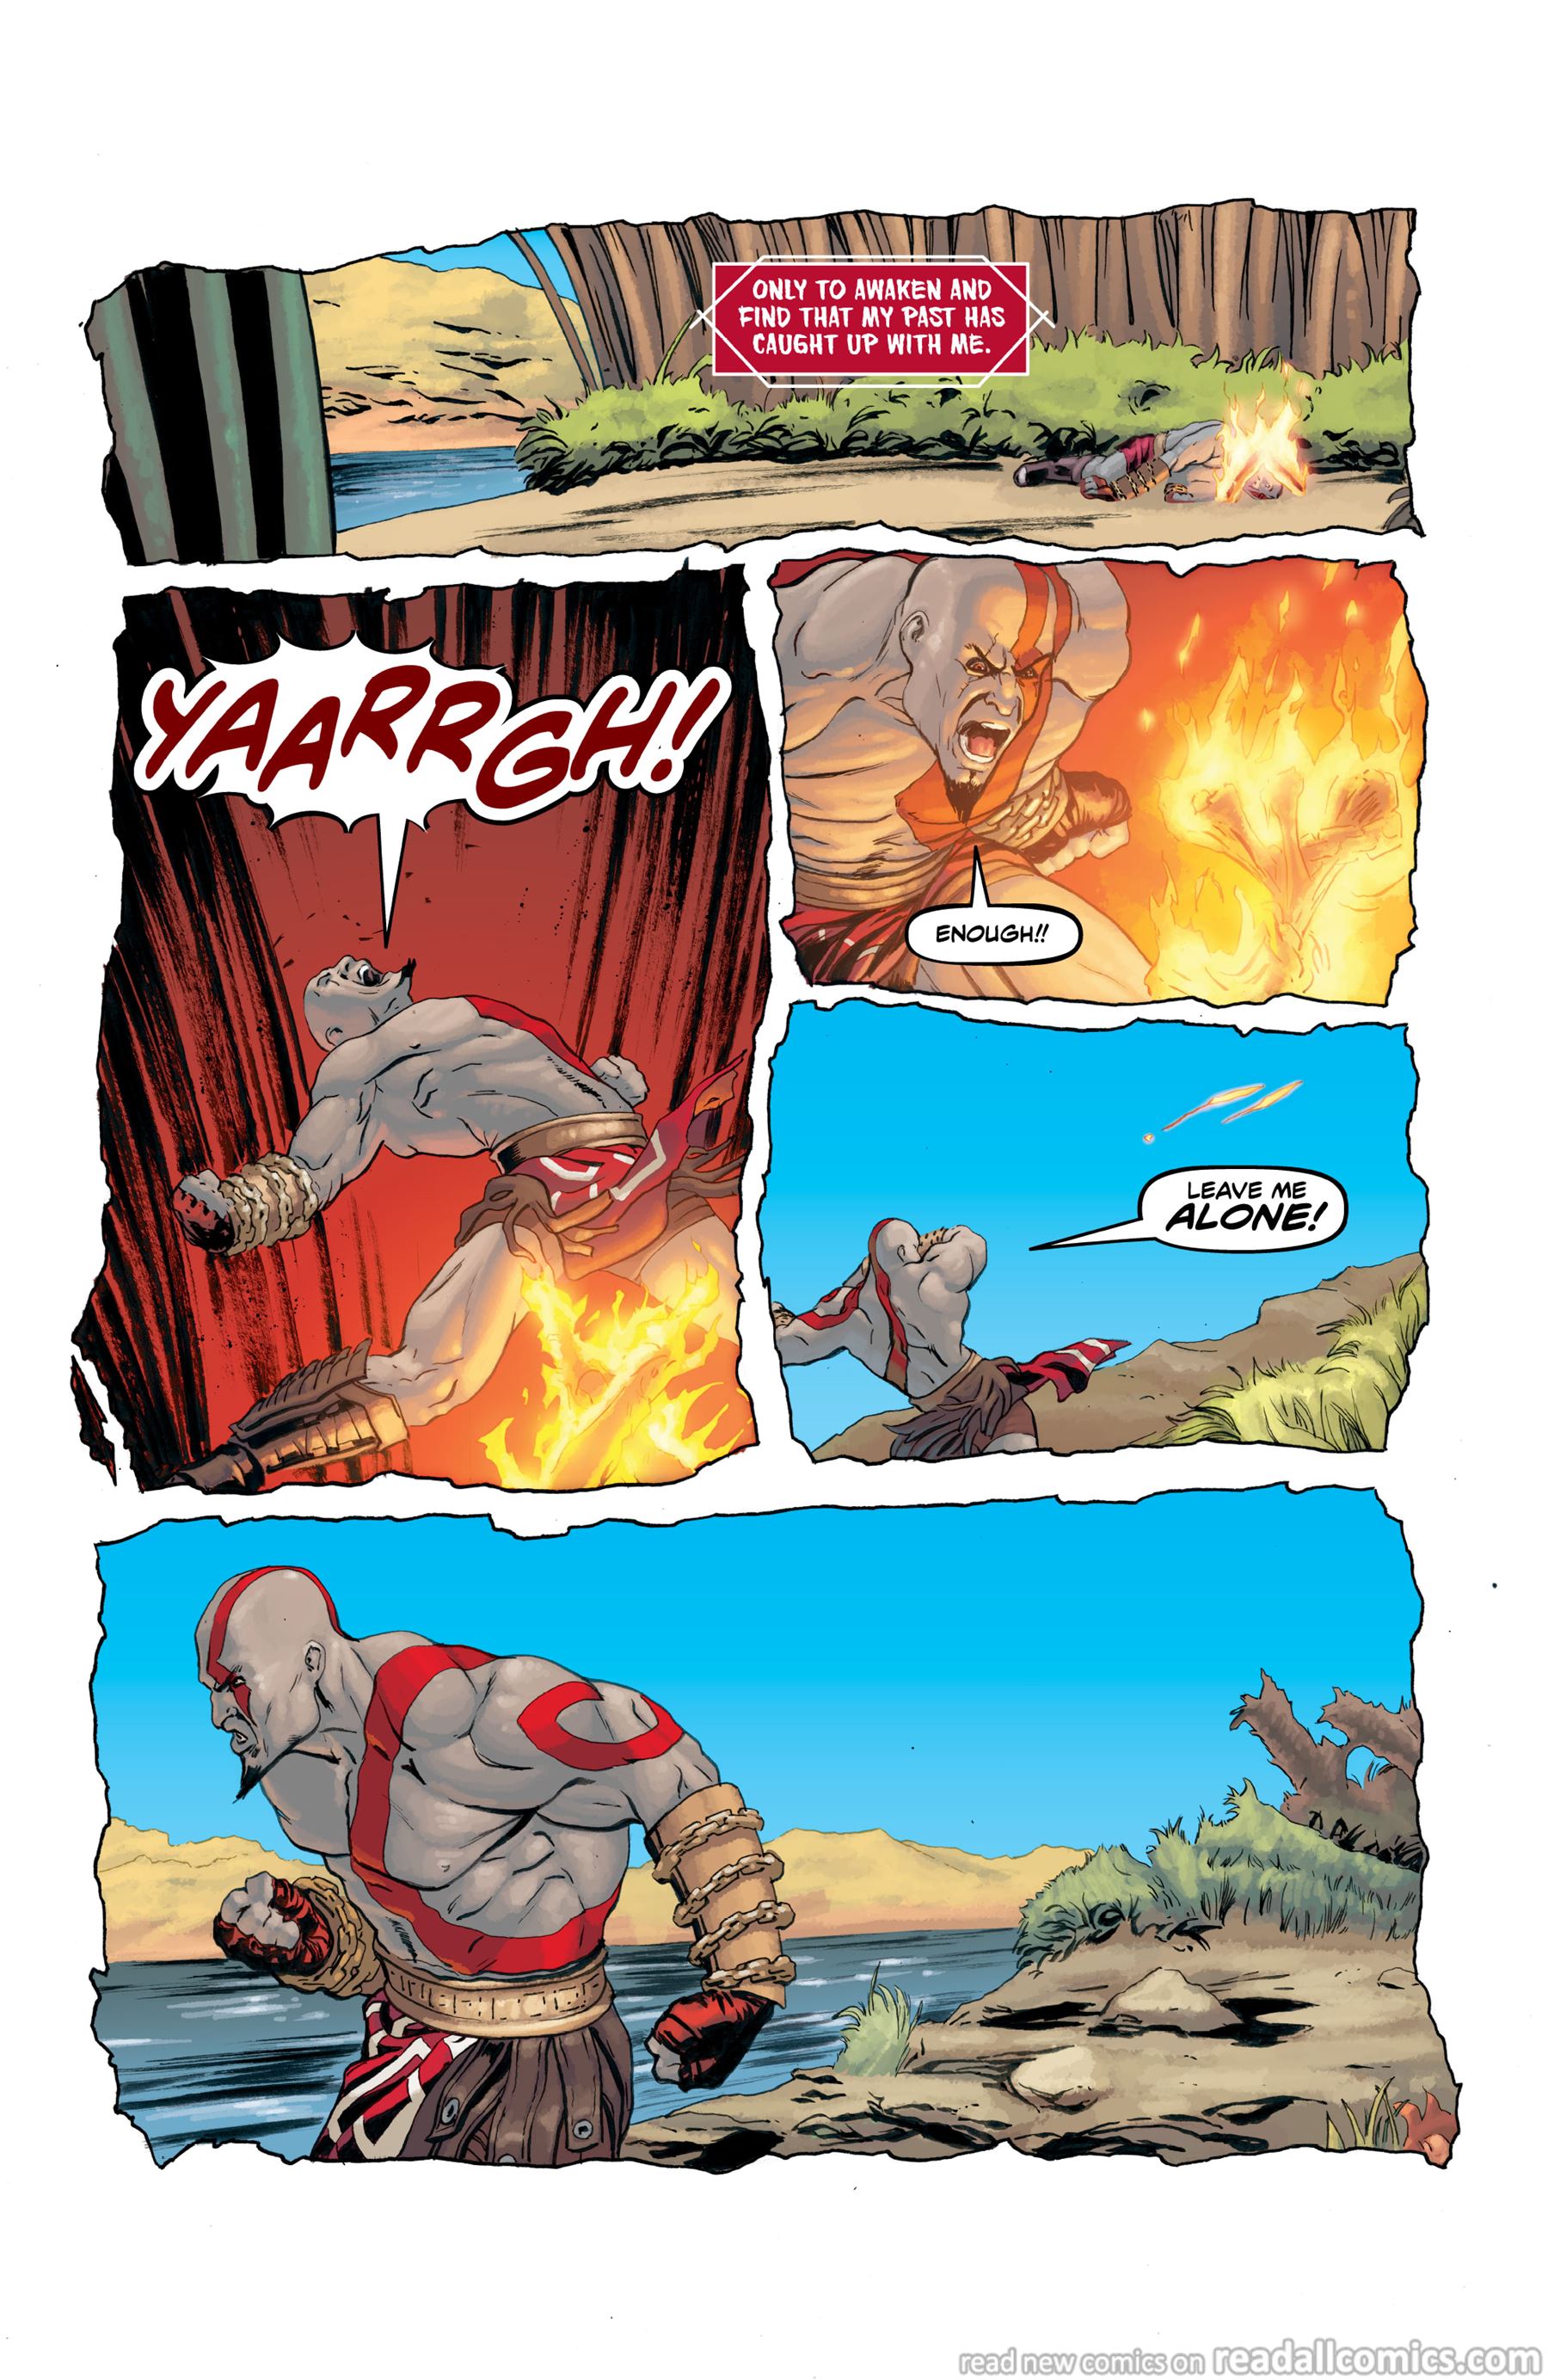 ONLY TO AWAKEN AND
FIND THAT MY PAST HAS
CAUGHT UP WITH ME.
YAARRGH!!
ENOUGH!!
LEAVE ME
ALONE!
read new comics on readallcomics.com